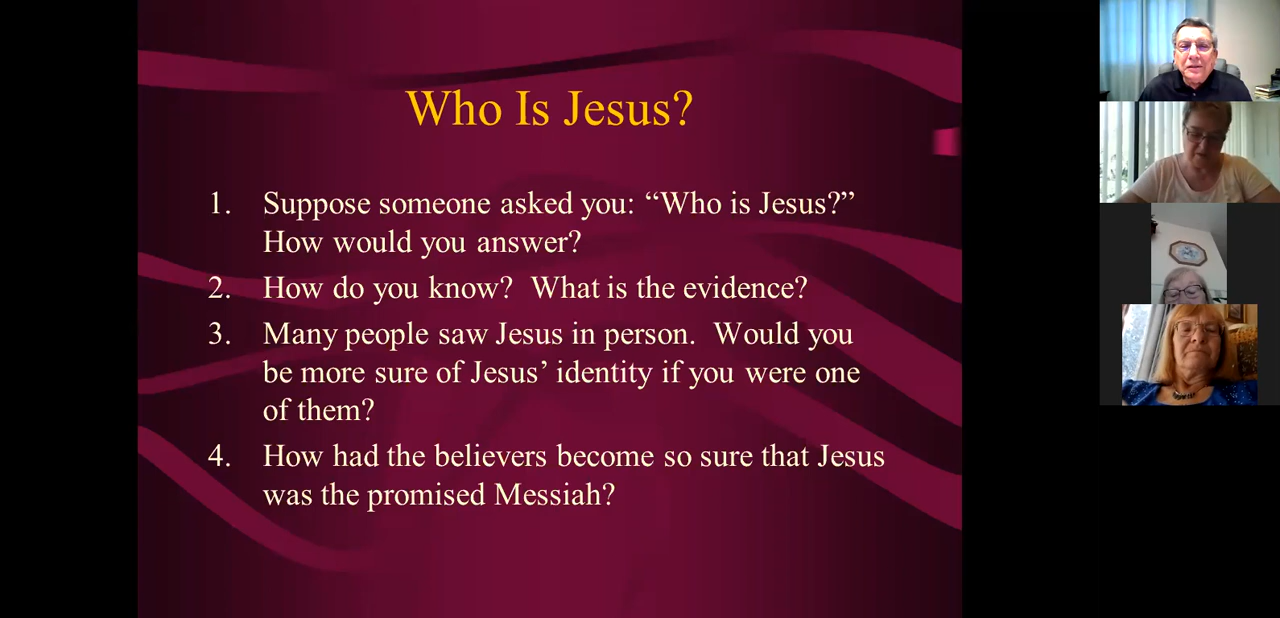 Who Is Jesus?
1. Suppose someone asked you: “Who is Jesus?”
How would you answer?
2. How do you know?  What is the evidence?
3. Many people saw Jesus in person.  Would you
be more sure of Jesus’ identity if you were one
of them?
4. How had the believers become so sure that Jesus
was the promised Messiah?